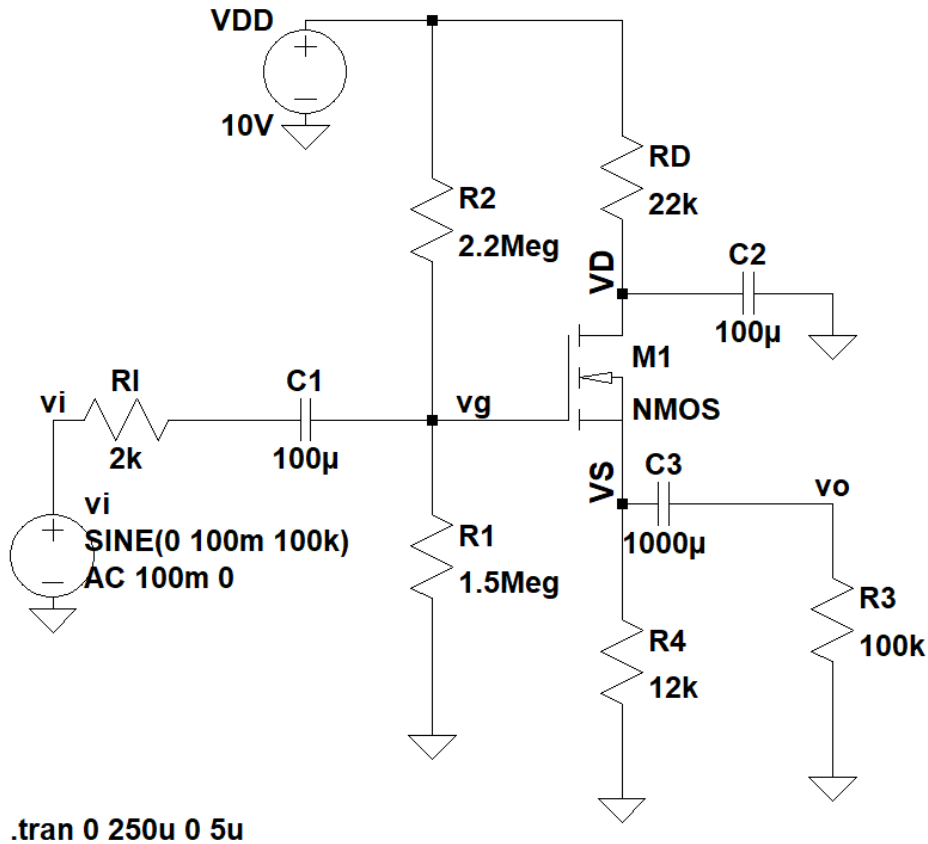 VDD
10V
R2
2.2Meg
RD
22k
VD
C2
100µ
M1
NMOS
RI
2k
vi
C1
100µ
vg
VS
C3
1000µ
vo
vi
SINE(0 100m 100k)
AC 100m 0
R1
1.5Meg
R4
12k
R3
100k
.tran 0 250u 0 5u